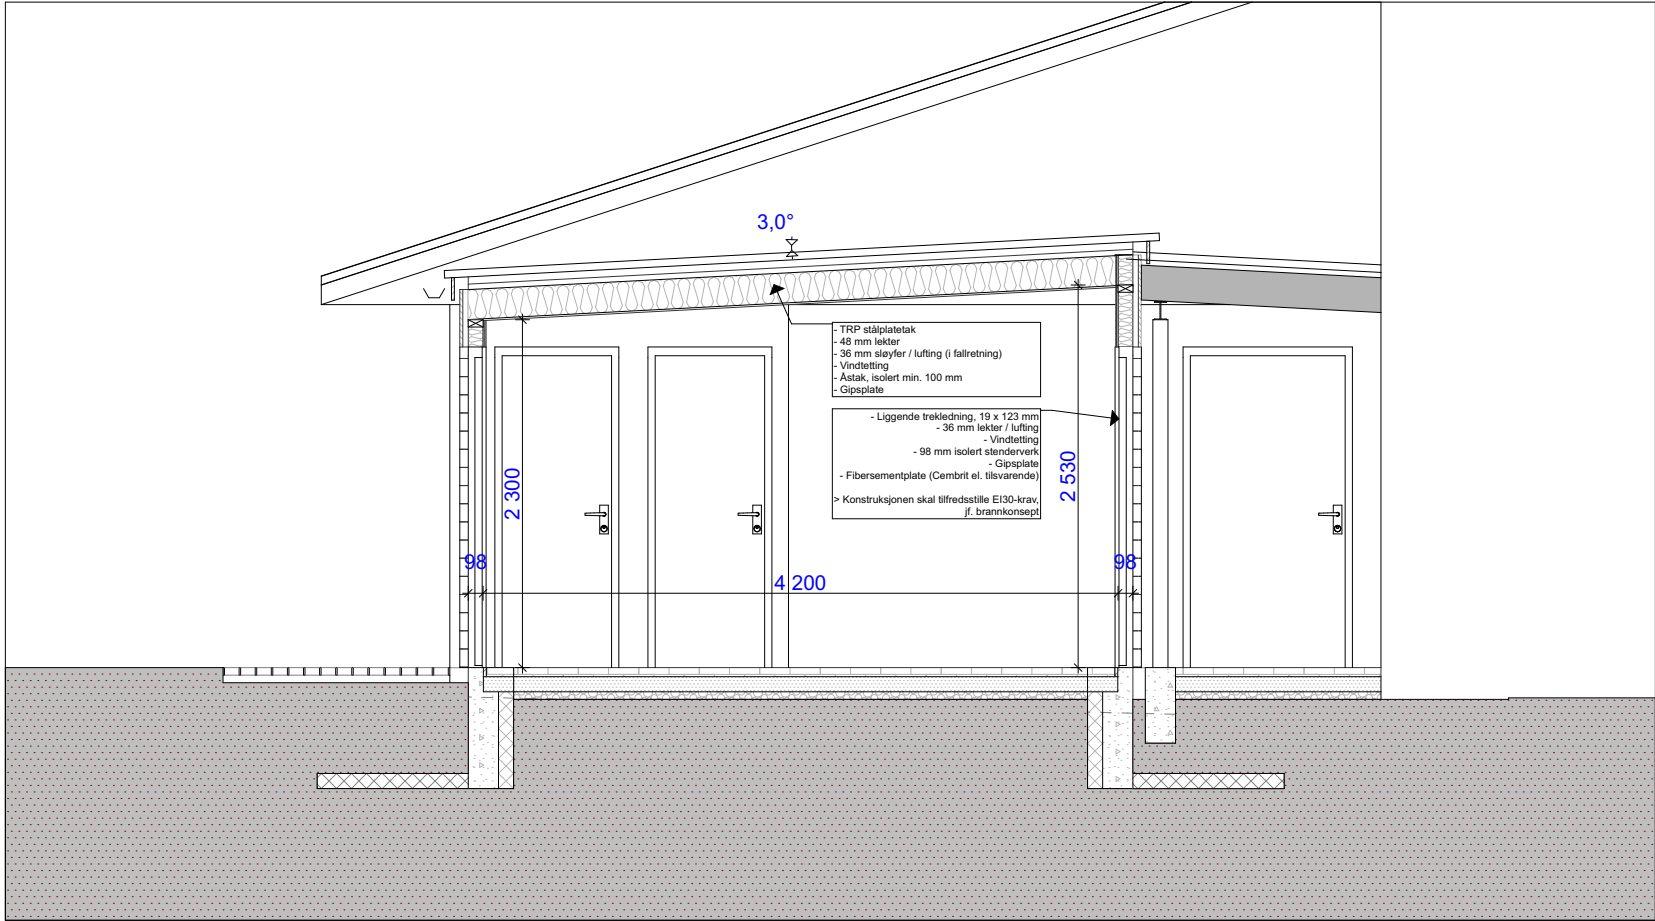 3,0°
- TRP stålplatetak
- 48 mm lekter
- 36 mm sløyfer / lufting (i fallretning)
- Vindtetting
- Åstak, isolert min. 100 mm
- Gipsplate
- Liggende trekledning, 19 x 123 mm
- 36 mm lekter / lufting
- Vindtetting
- 98 mm isolert stenderverk
- Gipsplate
- Fibersementplate (Cembrit el. tilsvarende)
> Konstruksjonen skal tilfredsstille EI30-krav,
jf. brannkonsept
2 300
2 530
98
4 200
98